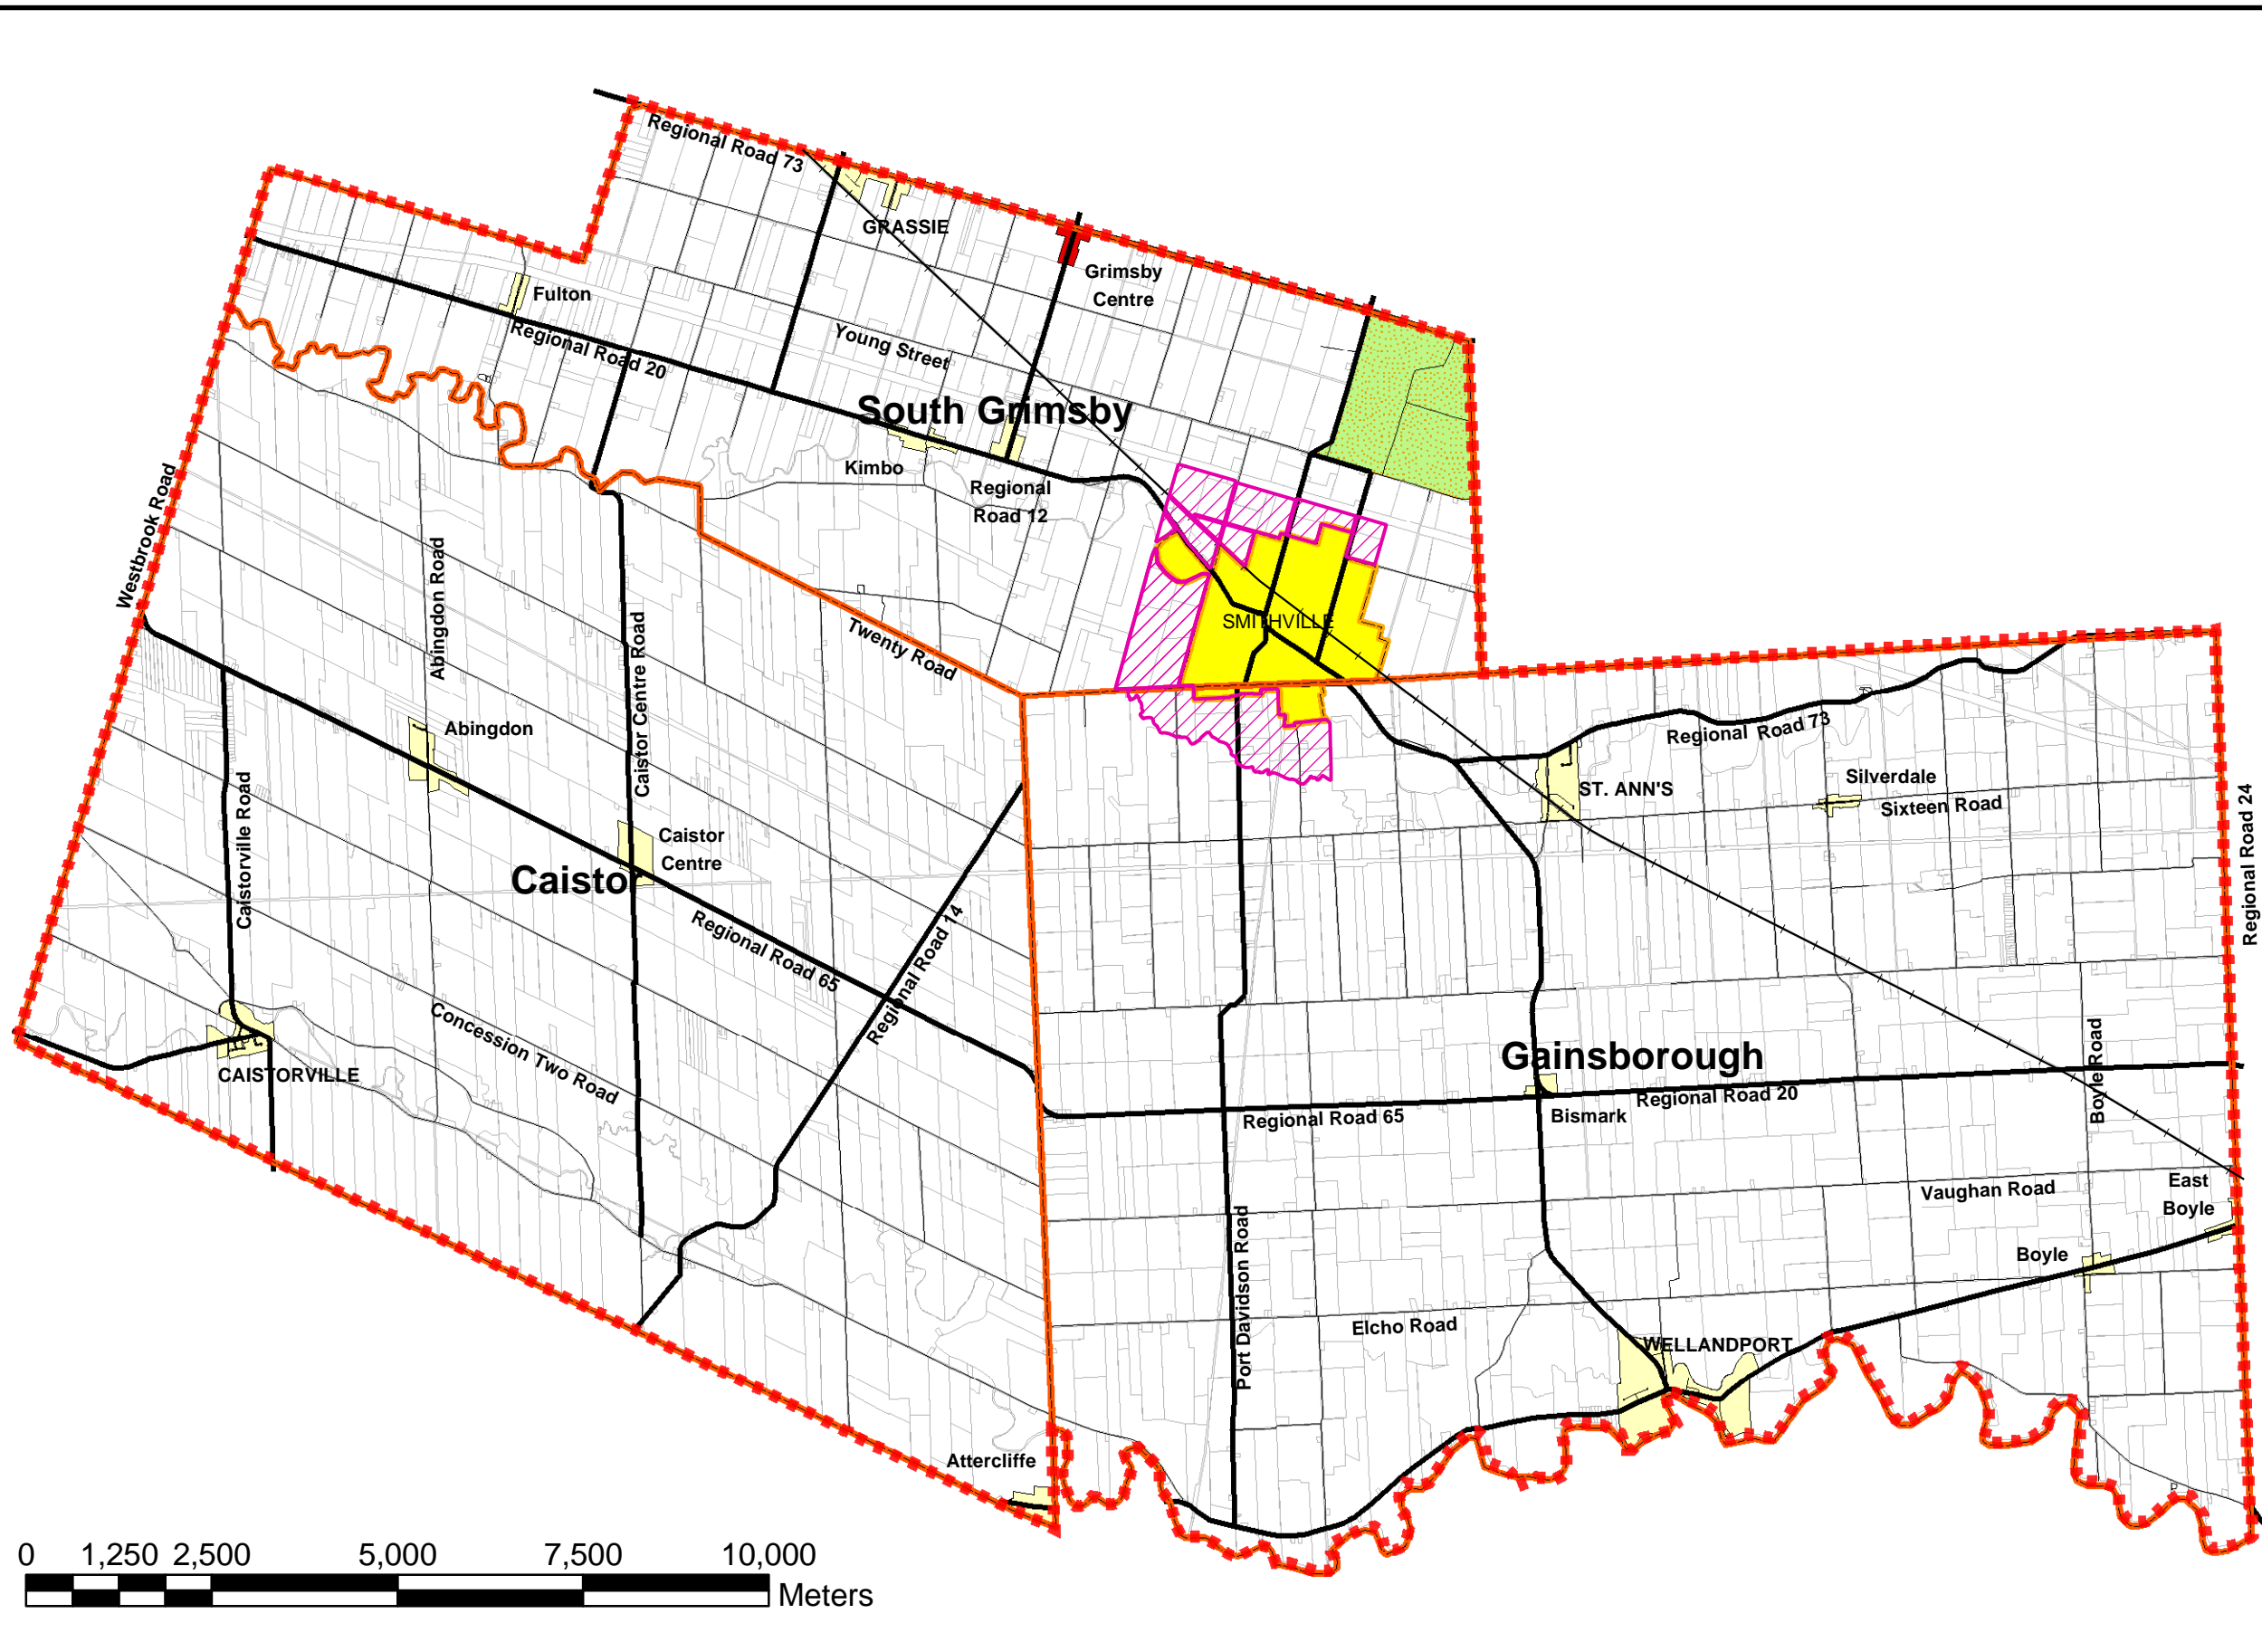 Regional Road 73
GRASSIE
Grimsby
Centre
Fulton
Regional Road 20
Young Street
South Grimsby
Kimbo
Regional
Road 12
Westbrook Road
Abingdon Road
Caistor Centre Road
Twenty Road
SMITHVILLE
Abingdon
Regional Road 73
ST. ANN'S
Silverdale
Sixteen Road
Regional Road 24
Caistorville Road
Caistor
Centre
Caistor
Regional Road 65
Regional Road 14
Concession Two Road
CAISTORVILLE
Gainsborough
Regional Road 65
Bismark
Regional Road 20
Boyle Road
Vaughan Road
East
Boyle
Boyle
Port Davidson Road
Elcho Road
WELLANDPORT
Attercliffe
0 1,250 2,500 5,000 7,500 10,000
Meters